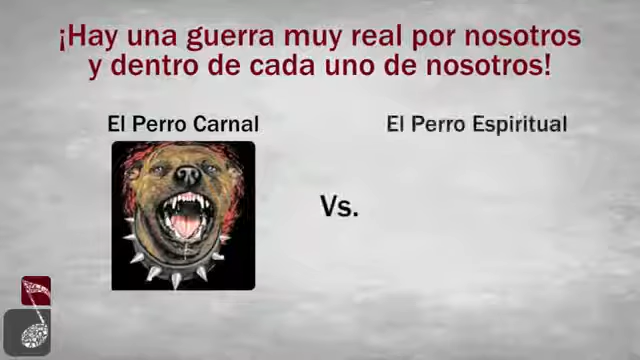 ¡Hay una guerra muy real por nosotros
y dentro de cada uno de nosotros!
El Perro Carnal
El Perro Espiritual
Vs.